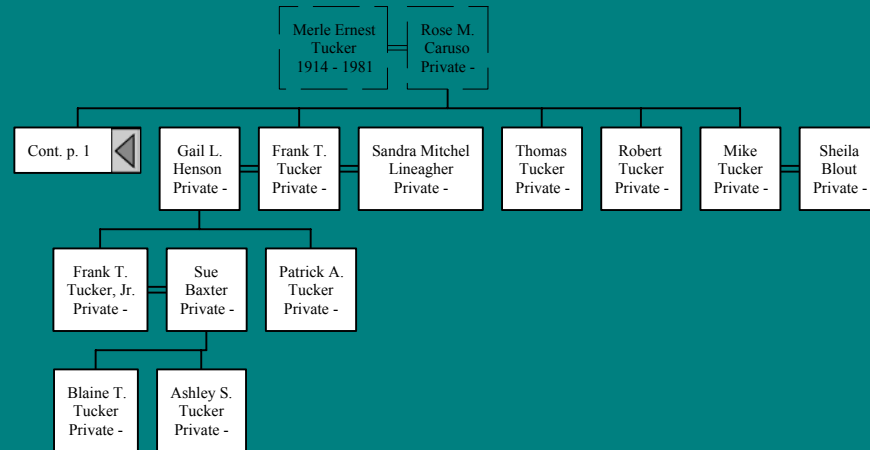 Merle Ernest
Tucker
1914 - 1981
Rose M.
Caruso
Private -
Cont. p. 1
Gail L.
Henson
Private -
Frank T.
Tucker
Private -
Sandra Mitchel
Lineagher
Private -
Thomas
Tucker
Private -
Robert
Tucker
Private -
Mike
Tucker
Private -
Sheila
Blout
Private -
Frank T.
Tucker, Jr.
Private -
Sue
Baxter
Private -
Patrick A.
Tucker
Private -
Blaine T.
Tucker
Private -
Ashley S.
Tucker
Private -